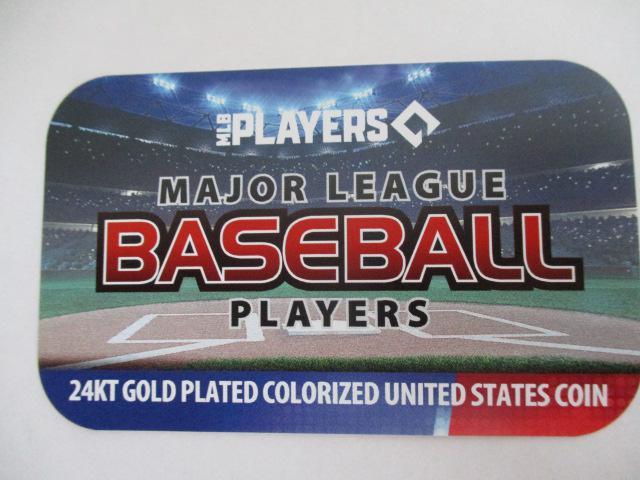 MLB PLAYERS
MAJOR LEAGUE
BASEBALL
PLAYERS
24KT GOLD PLATED COLORIZED UNITED STATES COIN